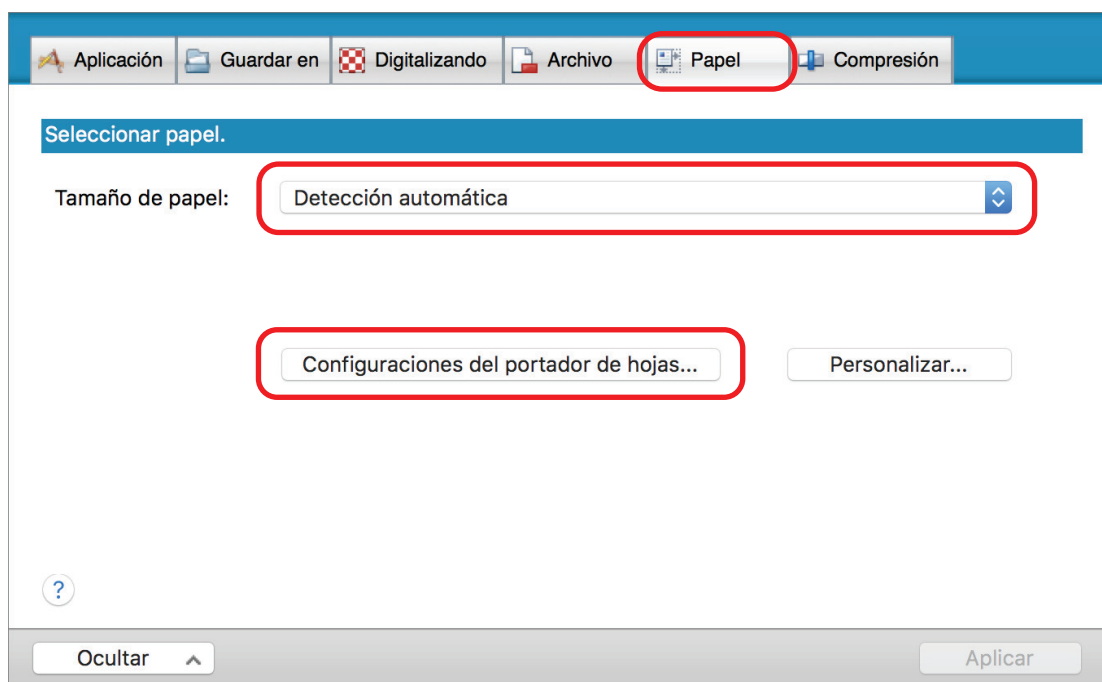 Aplicación Guardar en Digitalizando Archivo Papel Compresión
Seleccionar papel.
Tamaño de papel: Detección automática
Configuraciones del portador de hojas... Personalizar...
?
Ocultar Aplicar